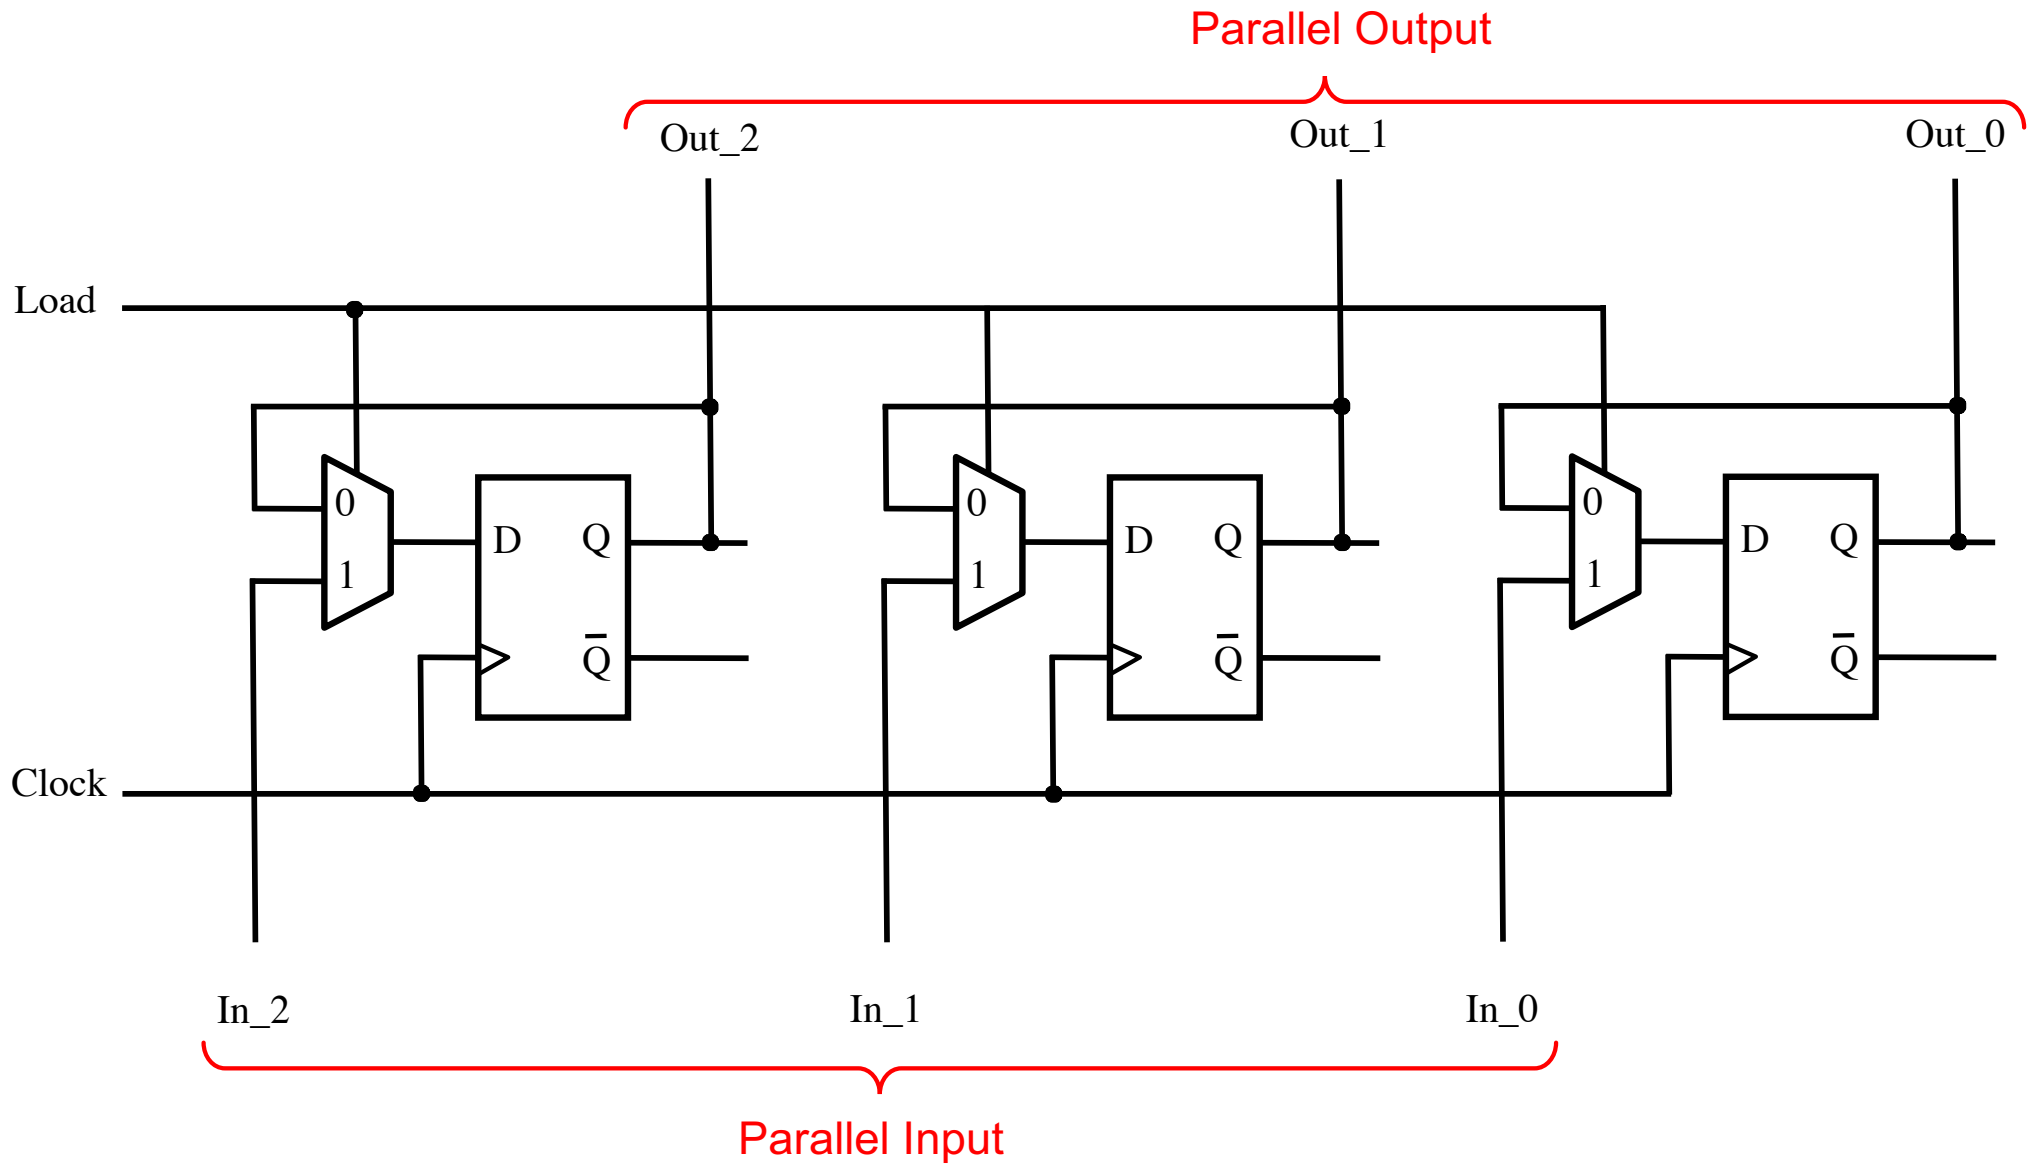 Parallel Output
Out_2 Out_1 Out_0
Load
0 0 0
D Q D Q D Q
1 1 1
Q̅ Q̅ Q̅
Clock
In_2 In_1 In_0
Parallel Input